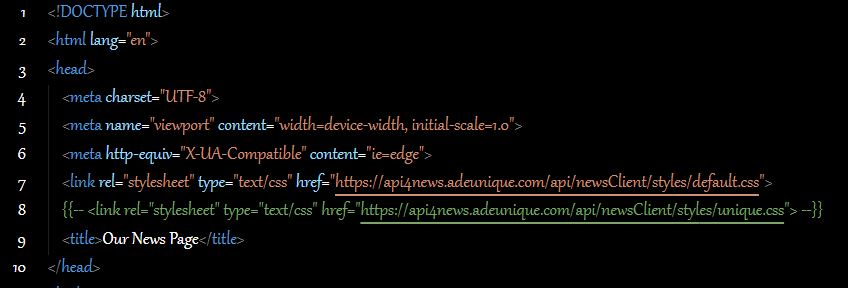 1 <!DOCTYPE html>
2 <html lang="en">
3 <head>
4 <meta charset="UTF-8">
5 <meta name="viewport" content="width=device-width, initial-scale=1.0">
6 <meta http-equiv="X-UA-Compatible" content="ie=edge">
7 <link rel="stylesheet" type="text/css" href="https://api4news.adeunique.com/api/newsClient/styles/default.css">
8 {{-- <link rel="stylesheet" type="text/css" href="https://api4news.adeunique.com/api/newsClient/styles/unique.css"> --}}
9 <title>Our News Page</title>
10 </head>